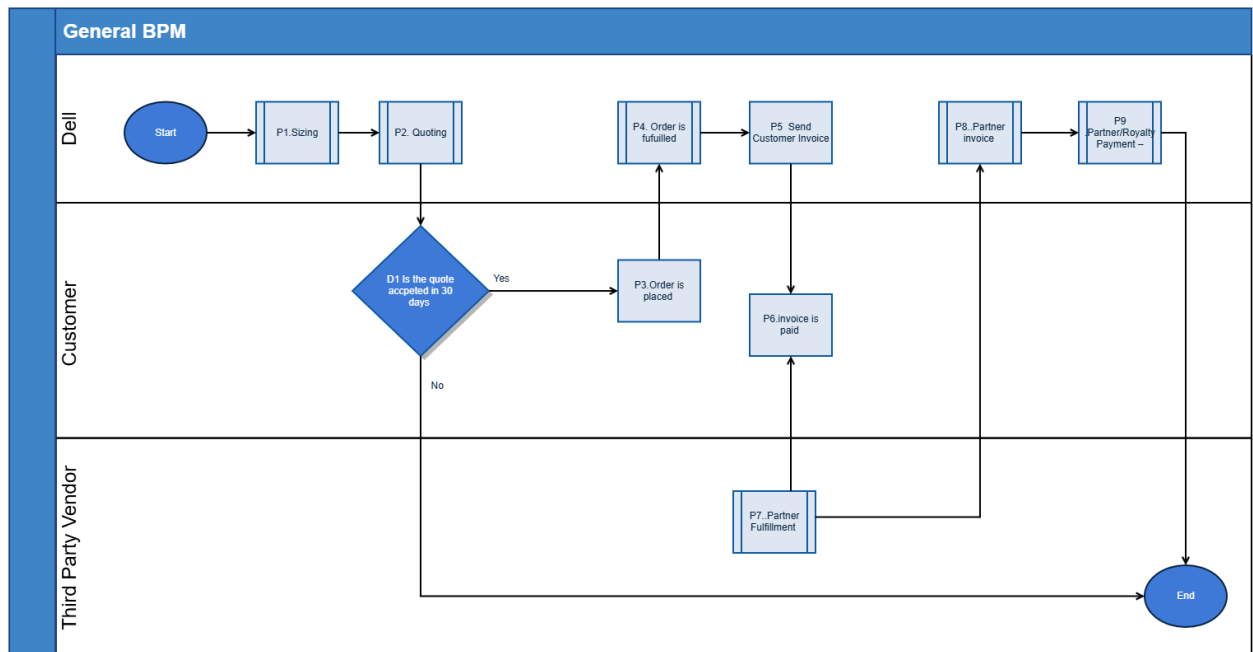 General BPM
Dell
Start
P1.Sizing
P2. Quoting
P4. Order is
fufuilled
P5  Send
Customer Invoice
P8..Partner
invoice
P9
.Partner/Royalty
Payment –
Customer
D1 Is the quote
accpeted in 30
days
Yes
No
P3.Order is
placed
P6.invoice is
paid
Third Party Vendor
P7..Partner
Fulfillment
End